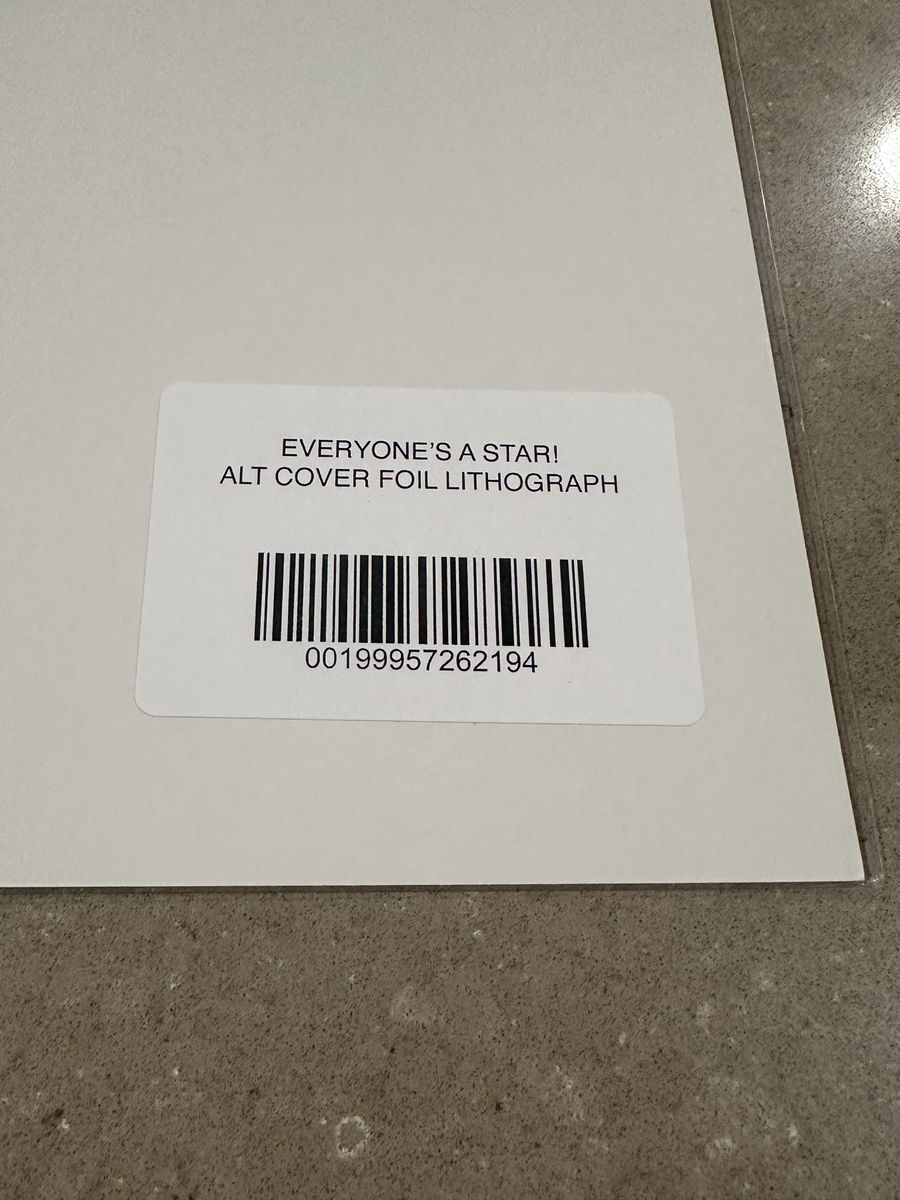 EVERYONE’S A STAR!
ALT COVER FOIL LITHOGRAPH
00199957262194